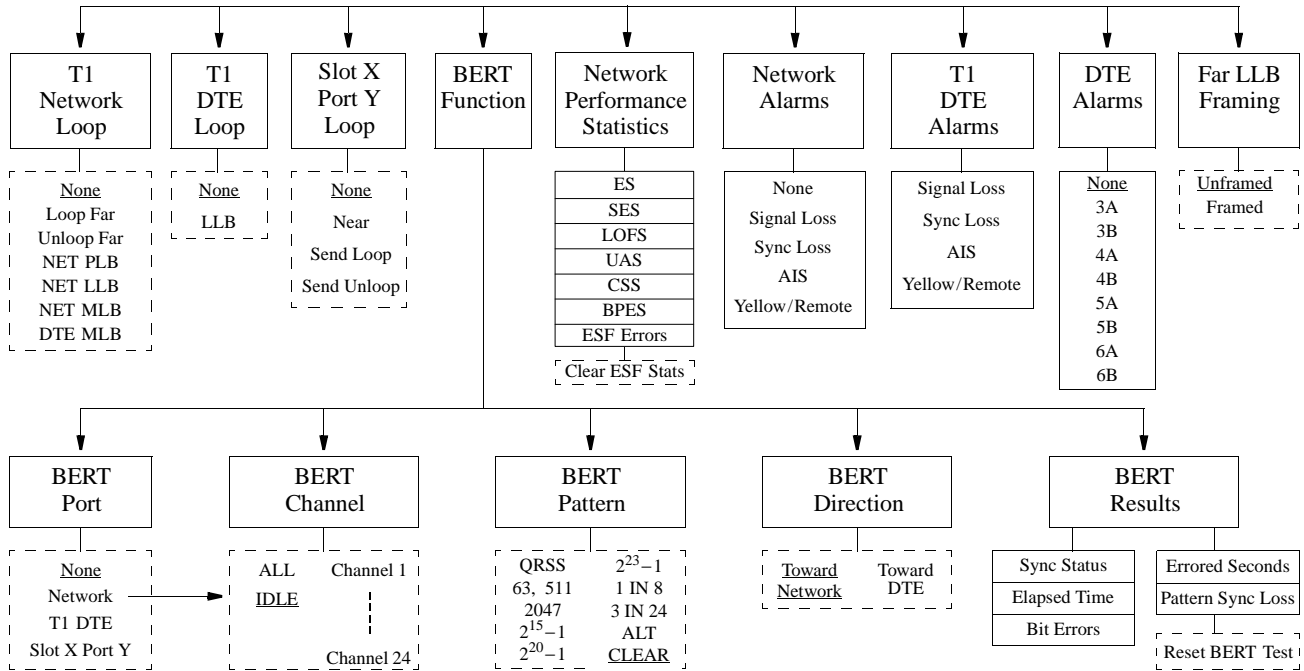 T1
Network
Loop
None
Loop Far
Unloop Far
NET PLB
NET LLB
NET MLB
DTE MLB
T1
DTE
Loop
None
LLB
Slot X
Port Y
Loop
None
Near
Send Loop
Send Unloop
BERT
Function
Network
Performance
Statistics
ES
SES
LOFS
UAS
CSS
BPES
ESF Errors
Clear ESF Stats
Network
Alarms
None
Signal Loss
Sync Loss
AIS
Yellow/Remote
T1
DTE
Alarms
Signal Loss
Sync Loss
AIS
Yellow/Remote
DTE
Alarms
None
3A
3B
4A
4B
5A
5B
6A
6B
Far LLB
Framing
Unframed
Framed
BERT
Port
None
Network
T1 DTE
Slot X Port Y
BERT
Channel
ALL
IDLE
Channel 1
Channel 24
BERT
Pattern
QRSS
63, 511
2047
2¹⁵–1
2²⁰–1
2²³–1
1 IN 8
3 IN 24
ALT
CLEAR
BERT
Direction
Toward
Network
Toward
DTE
BERT
Results
Sync Status
Elapsed Time
Bit Errors
Errored Seconds
Pattern Sync Loss
Reset BERT Test